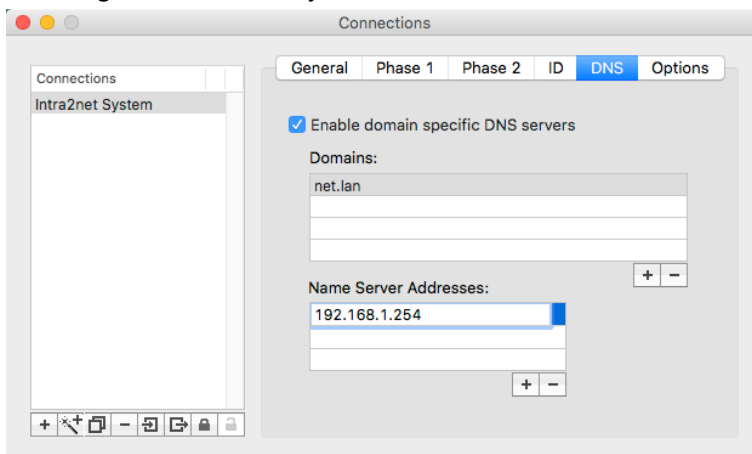 Connections
Connections
Intra2net System
General Phase 1 Phase 2 ID DNS Options
Enable domain specific DNS servers
Domains:
net.lan
+ −
Name Server Addresses:
192.168.1.254
+ −
+ + −